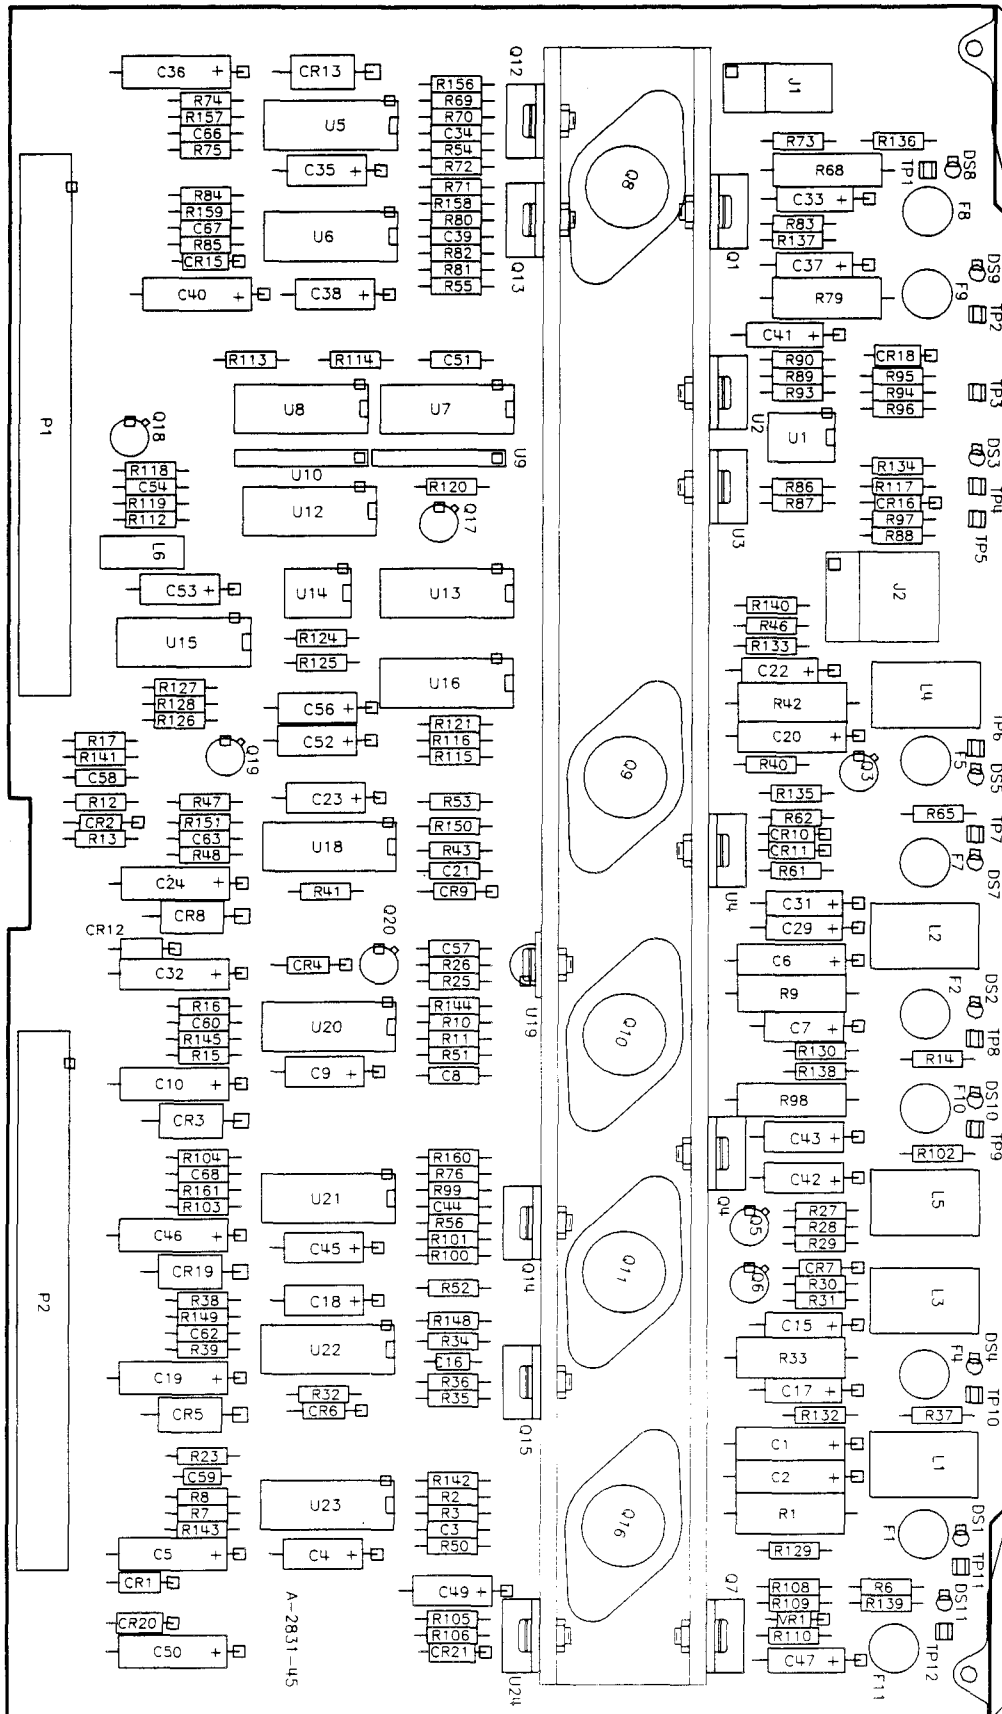 C36 +
CR13
R156
Q12
J1
R74
R69
R157
U5
R70
C66
C34
R73
R136
R75
R54
DS8
C35 +
R72
Q8
R68
TP1
R84
R71
C33 +
F8
R159
R158
C67
U6
R80
R83
R85
C39
R137
CR15
R82
Q13
Q1
C37 +
DS9
R81
C40 +
C38 +
R55
R79
F9
TP2
C41 +
R113
R114
C51
R90
CR18
R89
R95
U8
U7
R93
R94
TP3
R96
P1
Q18
U2
U1
DS3
U10
U9
R118
R134
C54
R120
R86
R117
TP4
R119
U12
Q17
R87
CR16
R112
R97
L6
U3
R88
TP5
C53 +
U14
U13
J2
R140
U15
R124
R46
R125
R133
U16
C22 +
L4
R127
R128
C56 +
R42
R126
R121
TP6
R17
C52 +
R116
C20 +
R141
Q19
R115
Q9
R40
Q3
F5
DS5
C58
R12
R47
C23 +
R53
R135
CR2
R151
R150
R62
R65
R13
C63
U18
CR10
TP7
R48
R43
CR11
C21
R61
F7
DS7
C24 +
R41
CR9
U4
CR8
C31 +
CR12
Q20
C29 +
L2
C57
C32 +
CR4
R26
C6 +
R25
U19
R9
DS2
R16
R144
F2
C60
U20
R10
Q10
C7 +
R145
R11
TP8
R15
R51
R130
R14
C10 +
C9 +
C8
R138
CR3
R98
F10
DS10
C43 +
TP9
R104
R160
R102
C68
R76
C42 +
R161
U21
R99
L5
R103
C44
Q4
R27
C46 +
R56
Q5
R28
C45 +
R101
R29
R100
CR19
Q14
Q11
CR7
P2
R38
C18 +
R52
Q6
R30
L3
R149
R31
C62
R148
C15 +
R39
U22
R34
C16
R33
F4
DS4
C19 +
R36
C17 +
R32
R35
TP10
CR5
CR6
Q15
R132
R37
C1 +
R23
L1
C59
R142
C2 +
R8
U23
R2
R7
R3
R1
F1
DS1
R143
C3
Q16
C5 +
C4 +
R50
R129
TP11
CR1
A-2831-45
C49 +
Q7
R108
R6
DS11
R105
R109
R139
CR20
R106
VR1
C50 +
CR21
R110
TP12
U24
C47 +
F11